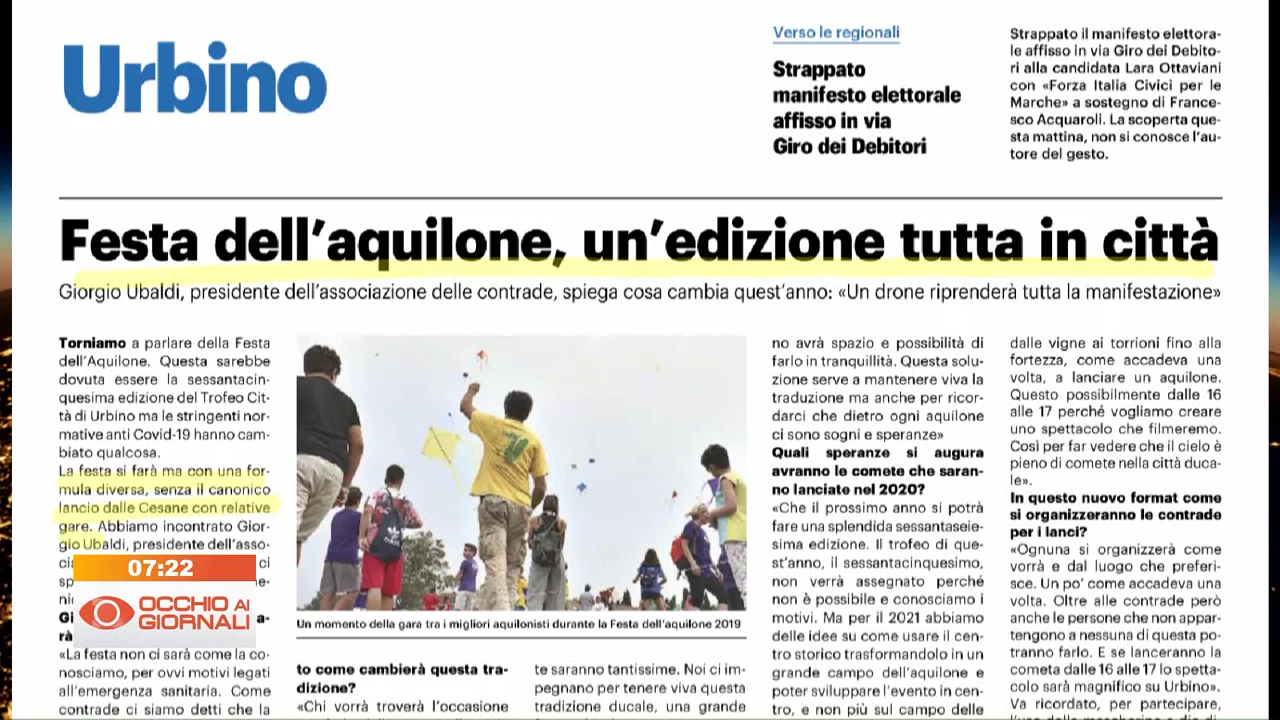 Urbino
Verso le regionali
Strappato
manifesto elettorale
affisso in via
Giro dei Debitori
Strappato il manifesto elettora-
le affisso in via Giro dei Debito-
ri alla candidata Lara Ottaviani
con «Forza Italia Civici per le
Marche» a sostegno di France-
sco Acquaroli. La scoperta que-
sta mattina, non si conosce l'au-
tore del gesto.
Festa dell'aquilone, un'edizione tutta in città
Giorgio Ubaldi, presidente dell'associazione delle contrade, spiega cosa cambia quest'anno: «Un drone riprenderà tutta la manifestazione»
Torniamo a parlare della Festa
dell'Aquilone. Questa sarebbe
dovuta essere la sessantacin-
quesima edizione del Trofeo Cit-
tà di Urbino ma le stringenti nor-
mative anti Covid-19 hanno cam-
biato qualcosa.
La festa si farà ma con una for-
mula diversa, senza il canonico
lancio dalle Cesane con relative
gare. Abbiamo incontrato Gior-
gio Ubaldi, presidente dell'asso-
07:22
OCCHIO AI
GIORNALI
«La festa non ci sarà come la co-
nosciamo, per ovvi motivi legati
all'emergenza sanitaria. Come
contrade ci siamo detti che la
Un momento della gara tra i migliori aquilonisti durante la Festa dell'aquilone 2019
to come cambierà questa tra-
dizione?
«Chi vorrà troverà l'occasione
te saranno tantissime. Noi ci im-
pegnano per tenere viva questa
tradizione ducale, una grande
no avrà spazio e possibilità di
farlo in tranquillità. Questa solu-
zione serve a mantenere viva la
traduzione ma anche per ricor-
darci che dietro ogni aquilone
ci sono sogni e speranze»
Quali speranze si augura
avranno le comete che saran-
no lanciate nel 2020?
«Che il prossimo anno si potrà
fare una splendida sessantaseie-
sima edizione. Il trofeo di que-
st'anno, il sessantacinquesimo,
non verrà assegnato perché
non è possibile e conosciamo i
motivi. Ma per il 2021 abbiamo
delle idee su come usare il cen-
tro storico trasformandolo in un
grande campo dell'aquilone e
poter sviluppare l'evento in cen-
tro, e non più sul campo delle
dalle vigne ai torrioni fino alla
fortezza, come accadeva una
volta, a lanciare un aquilone.
Questo possibilmente dalle 16
alle 17 perché vogliamo creare
uno spettacolo che filmeremo.
Così per far vedere che il cielo è
pieno di comete nella città duca-
le».
In questo nuovo format come
si organizzeranno le contrade
per i lanci?
«Ognuna si organizzerà come
vorrà e dal luogo che preferi-
sce. Un po' come accadeva una
volta. Oltre alle contrade però
anche le persone che non appar-
tengono a nessuna di questa po-
tranno farlo. E se lanceranno la
cometa dalle 16 alle 17 lo spetta-
colo sarà magnifico su Urbino».
Va ricordato, per partecipare,